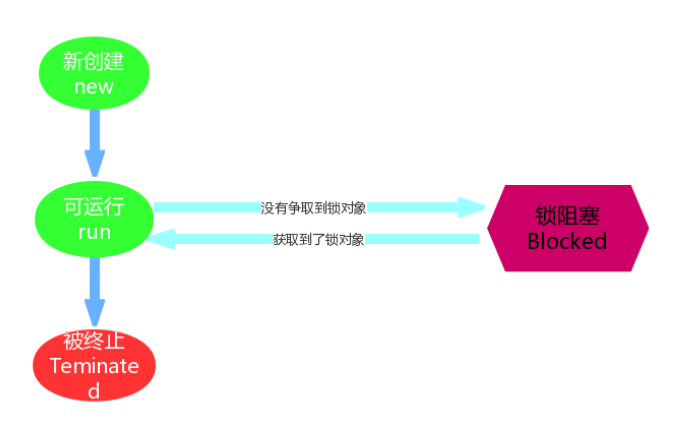 新创建
new
可运行
run
没有争取到锁对象
获取到了锁对象
锁阻塞
Blocked
被终止
Teminate
d